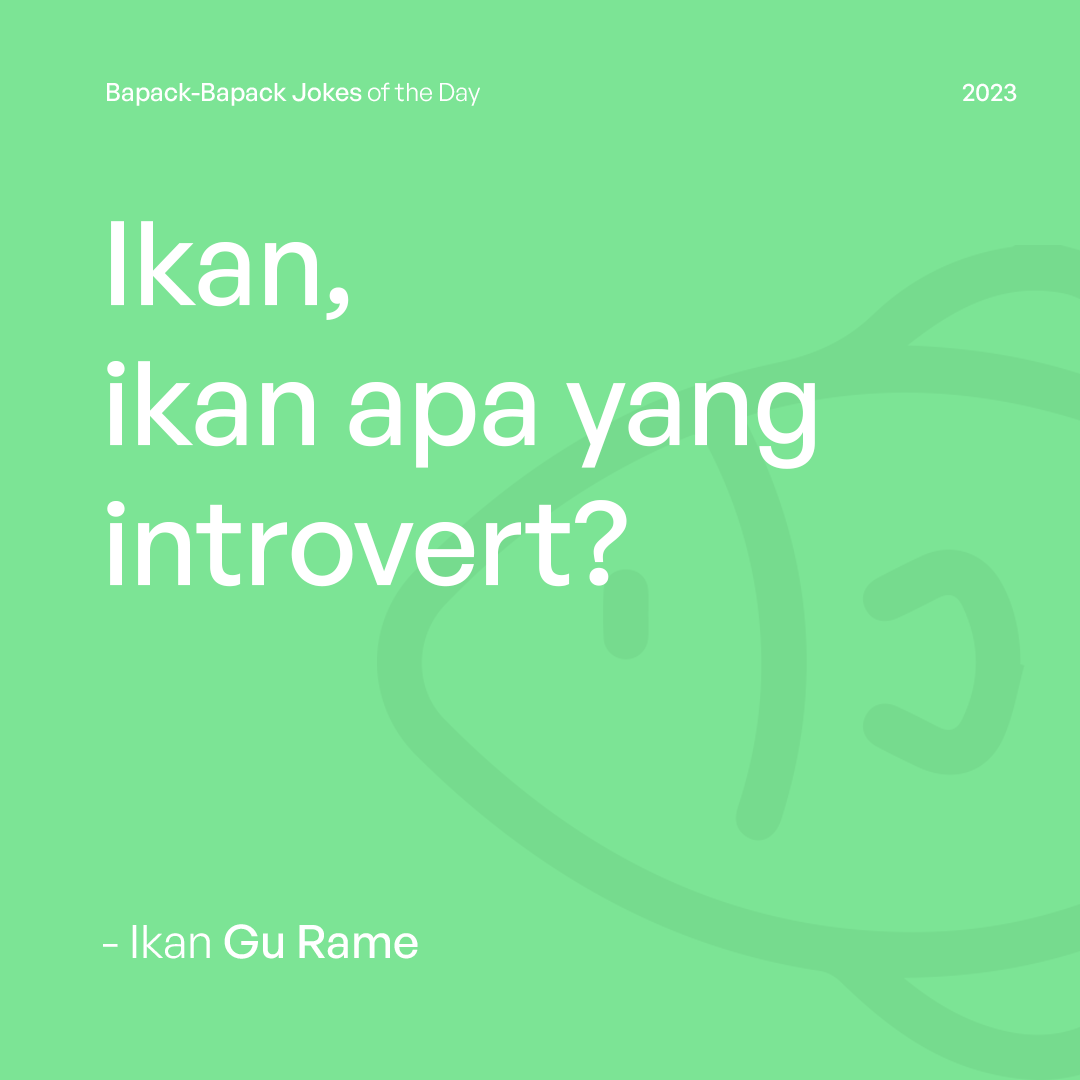 Bapack-Bapack Jokes of the Day
2023
Ikan,
ikan apa yang
introvert?
- Ikan Gu Rame